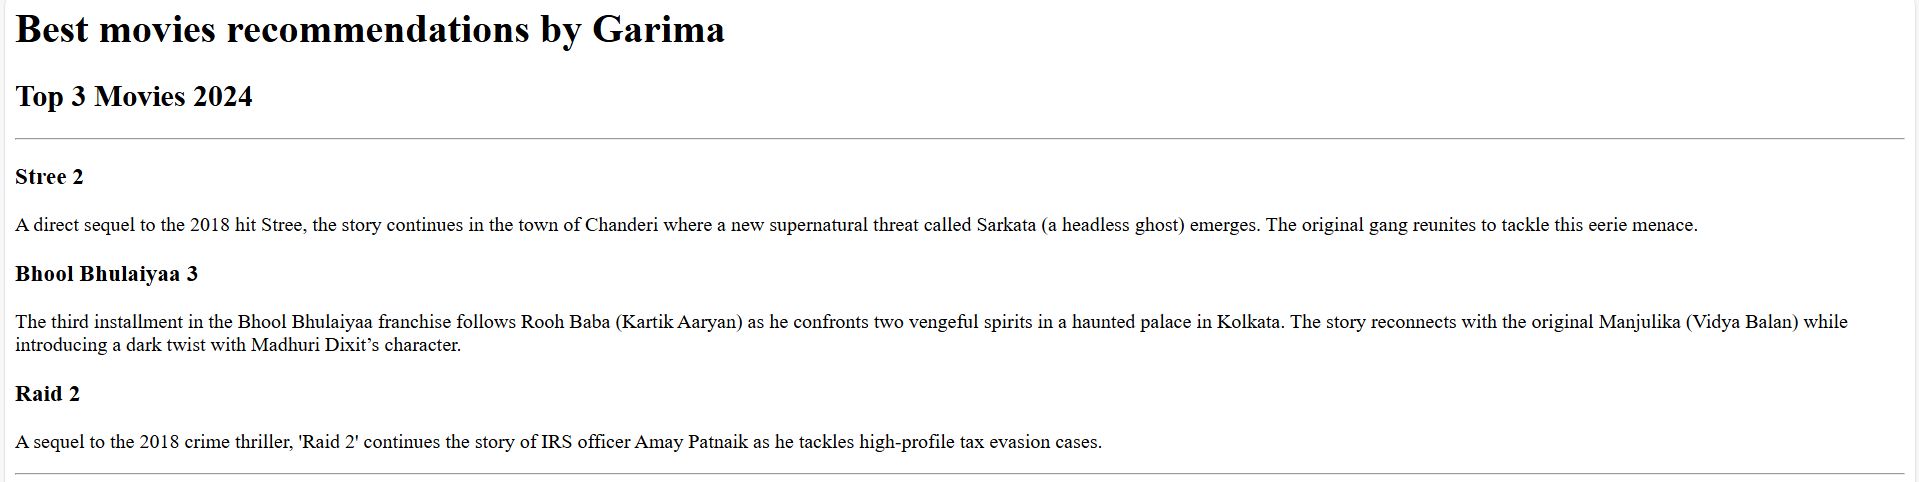 Best movies recommendations by Garima
Top 3 Movies 2024
Stree 2
A direct sequel to the 2018 hit Stree, the story continues in the town of Chanderi where a new supernatural threat called Sarkata (a headless ghost) emerges. The original gang reunites to tackle this eerie menace.
Bhool Bhulaiyaa 3
The third installment in the Bhool Bhulaiyaa franchise follows Rooh Baba (Kartik Aaryan) as he confronts two vengeful spirits in a haunted palace in Kolkata. The story reconnects with the original Manjulika (Vidya Balan) while
introducing a dark twist with Madhuri Dixit’s character.
Raid 2
A sequel to the 2018 crime thriller, 'Raid 2' continues the story of IRS officer Amay Patnaik as he tackles high-profile tax evasion cases.